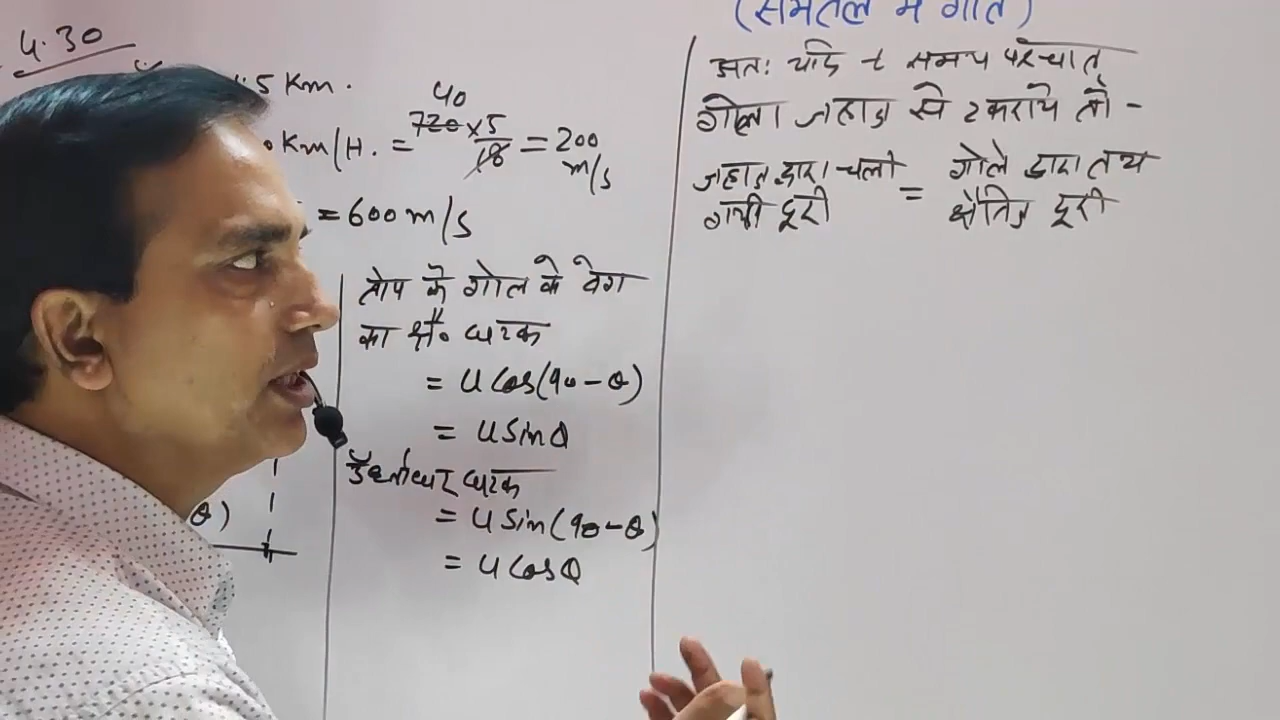 (समतल में गति)
4.30
.5 Km.
0 Km/H. = 720 × 5/18 = 200 m/s
40
= 600 m/s
तोप के गोले के वेग
का क्षै० घटक
= u cos(90 - θ)
= u sinθ
ऊर्ध्वाधर घटक
= u sin(90 - θ)
= u cosθ
θ)
अतः यदि t समय पश्चात्
गोला जहाज से टकराये तो -
जहाज द्वारा चली = गोले द्वारा तय
गयी दूरी क्षैतिज दूरी